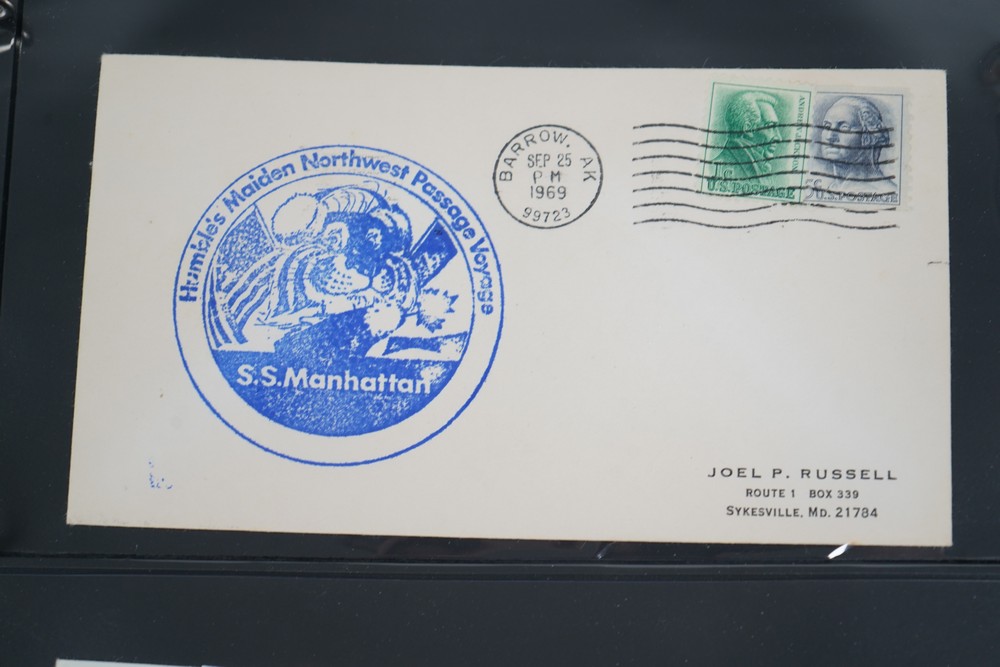 Humble's Maiden Northwest Passage Voyage
S.S. Manhattan
BARROW, AK
SEP 25
PM
1969
99723
U.S. POSTAGE
5c U.S. POSTAGE
JOEL P. RUSSELL
ROUTE 1 BOX 339
SYKESVILLE, MD. 21784